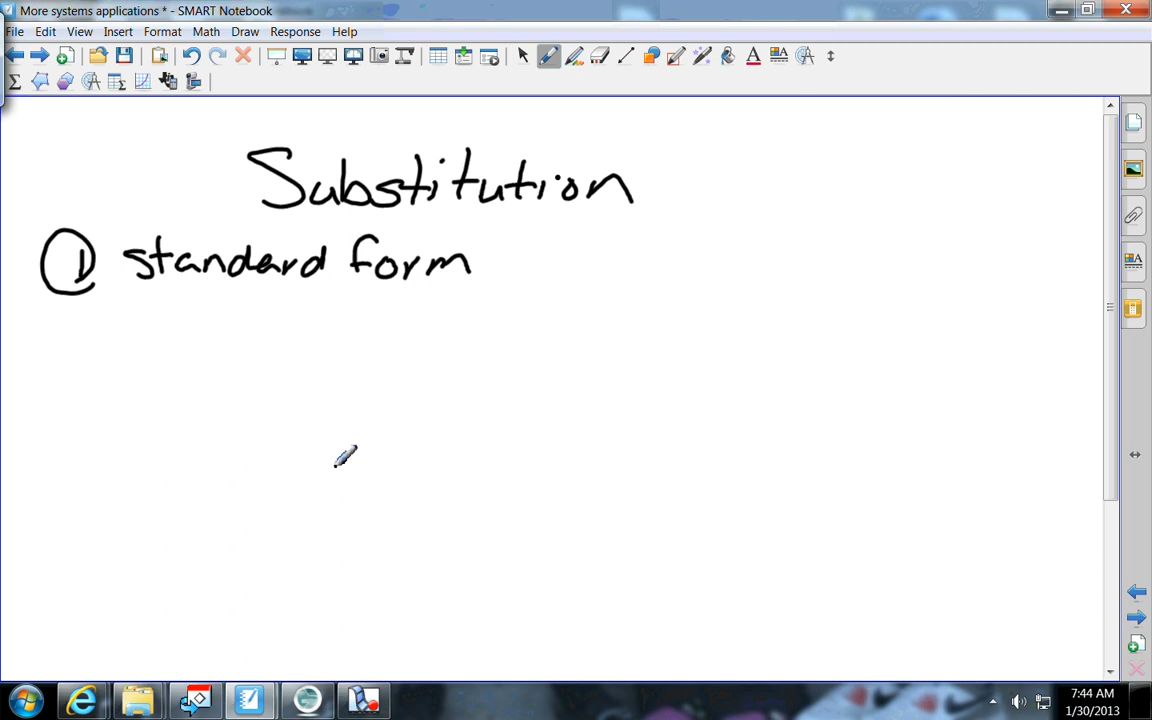 More systems applications * - SMART Notebook
File Edit View Insert Format Math Draw Response Help
Substitution
① standard form
7:44 AM
1/30/2013